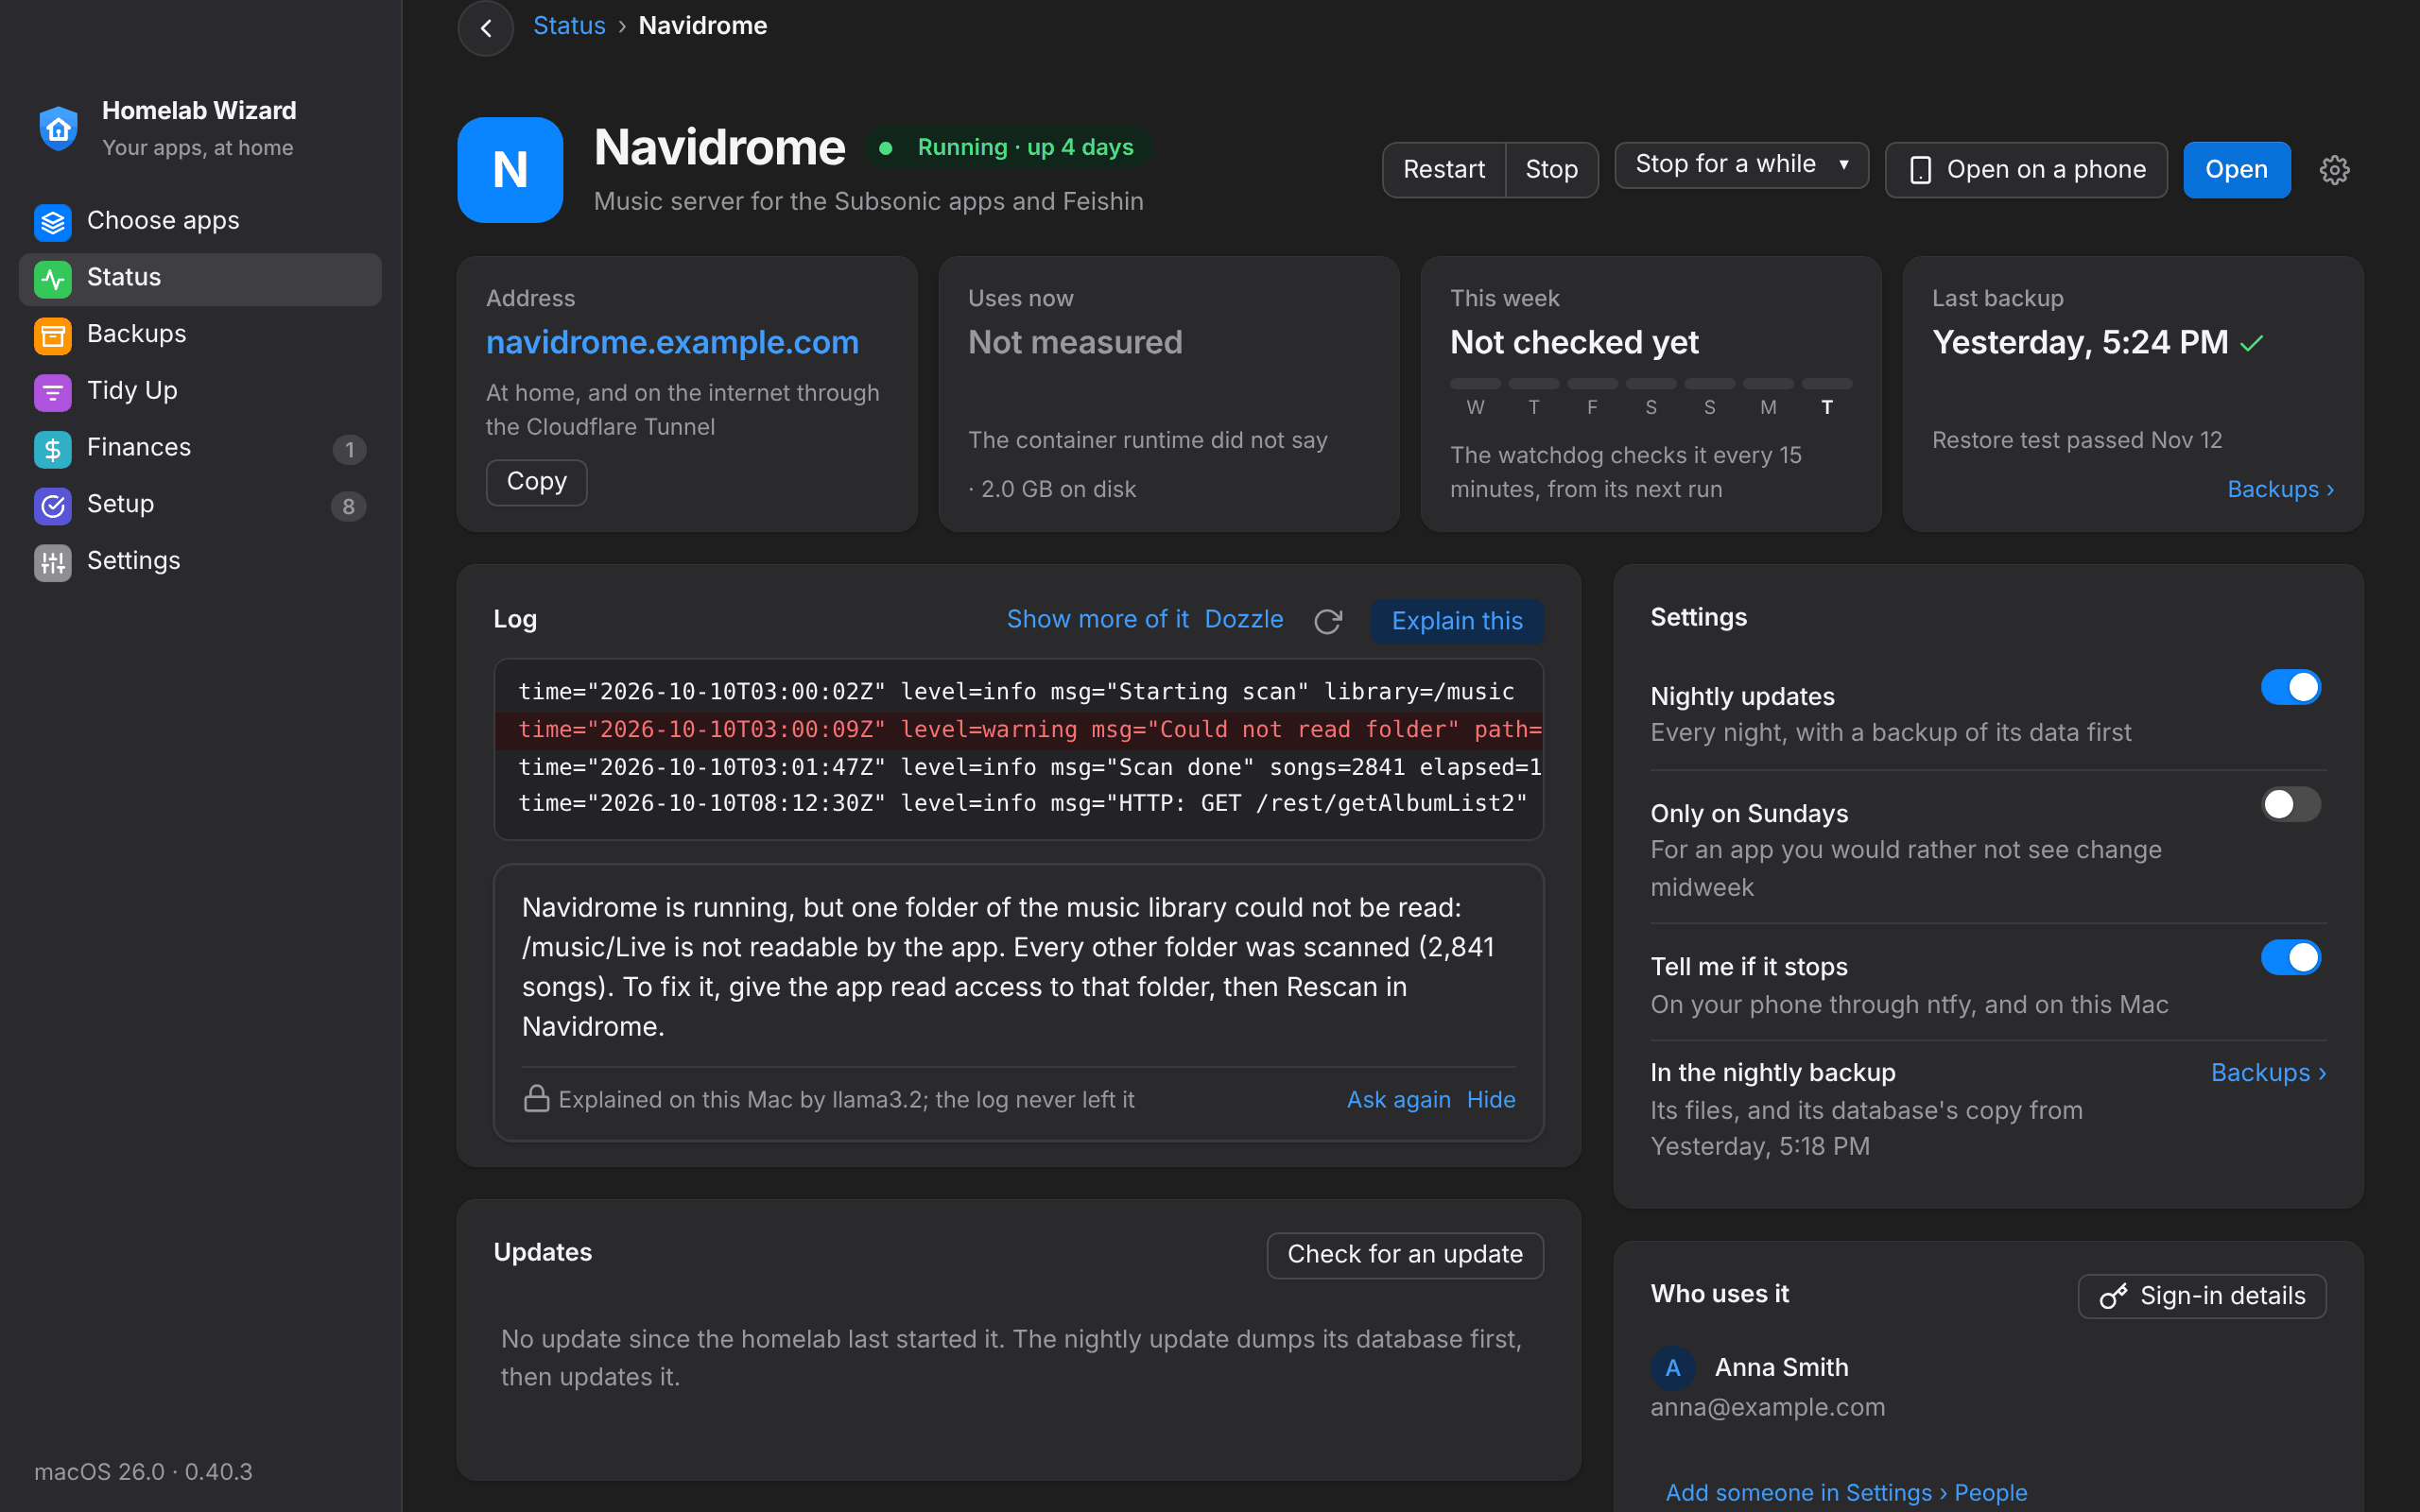 Homelab Wizard
Your apps, at home
Choose apps
Status
Backups
Tidy Up
Finances 1
Setup 8
Settings
macOS 26.0 · 0.40.3
Status › Navidrome
N
Navidrome
Running · up 4 days
Music server for the Subsonic apps and Feishin
Restart
Stop
Stop for a while ▾
Open on a phone
Open
Address
navidrome.example.com
At home, and on the internet through
the Cloudflare Tunnel
Copy
Uses now
Not measured
The container runtime did not say
· 2.0 GB on disk
This week
Not checked yet
W T F S S M T
The watchdog checks it every 15
minutes, from its next run
Last backup
Yesterday, 5:24 PM ✓
Restore test passed Nov 12
Backups ›
Log
Show more of it
Dozzle
Explain this
time="2026-10-10T03:00:02Z" level=info msg="Starting scan" library=/music
time="2026-10-10T03:00:09Z" level=warning msg="Could not read folder" path=
time="2026-10-10T03:01:47Z" level=info msg="Scan done" songs=2841 elapsed=1
time="2026-10-10T08:12:30Z" level=info msg="HTTP: GET /rest/getAlbumList2"
Navidrome is running, but one folder of the music library could not be read:
/music/Live is not readable by the app. Every other folder was scanned (2,841
songs). To fix it, give the app read access to that folder, then Rescan in
Navidrome.
Explained on this Mac by llama3.2; the log never left it
Ask again
Hide
Updates
Check for an update
No update since the homelab last started it. The nightly update dumps its database first,
then updates it.
Settings
Nightly updates
Every night, with a backup of its data first
Only on Sundays
For an app you would rather not see change
midweek
Tell me if it stops
On your phone through ntfy, and on this Mac
In the nightly backup
Backups ›
Its files, and its database's copy from
Yesterday, 5:18 PM
Who uses it
Sign-in details
A
Anna Smith
anna@example.com
Add someone in Settings › People